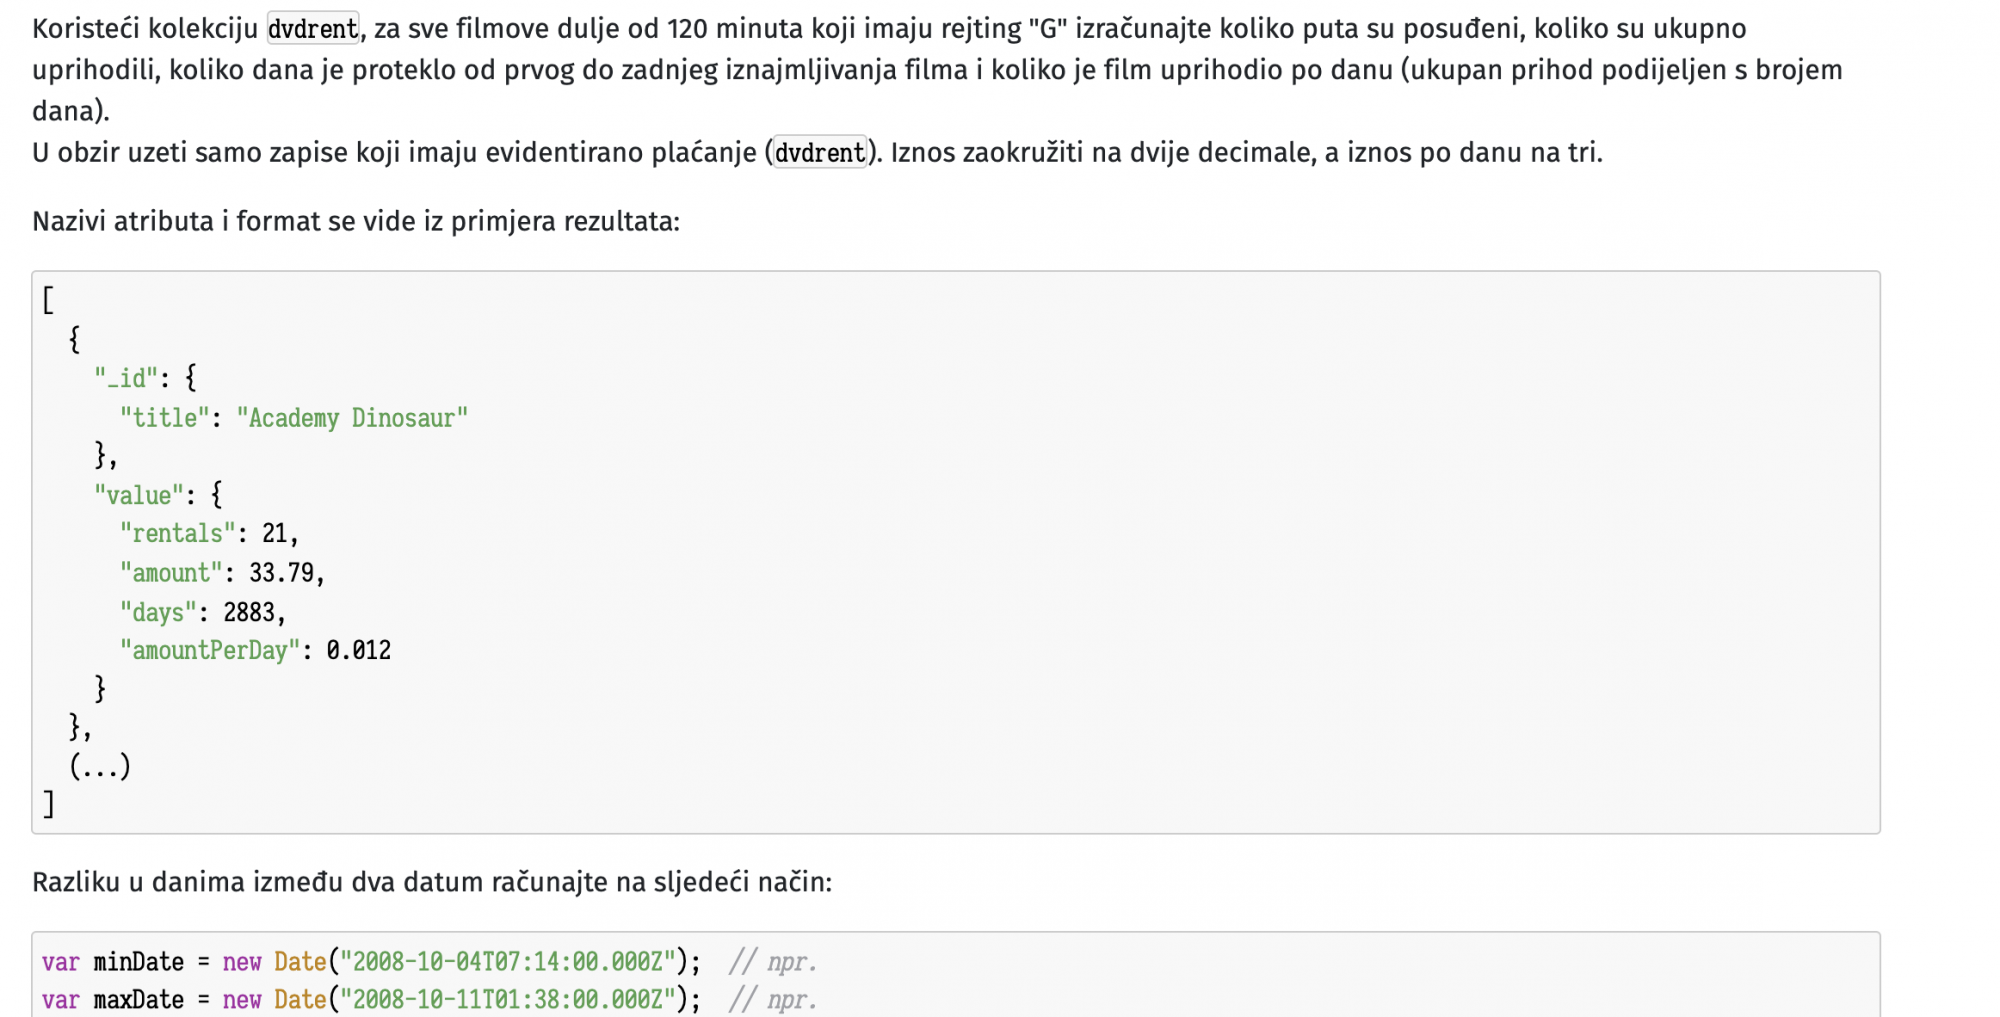 Koristeći kolekciju dvdrent, za sve filmove dulje od 120 minuta koji imaju rejting "G" izračunajte koliko puta su posuđeni, koliko su ukupno
uprihodili, koliko dana je proteklo od prvog do zadnjeg iznajmljivanja filma i koliko je film uprihodio po danu (ukupan prihod podijeljen s brojem
dana).
U obzir uzeti samo zapise koji imaju evidentirano plaćanje (dvdrent). Iznos zaokružiti na dvije decimale, a iznos po danu na tri.
Nazivi atributa i format se vide iz primjera rezultata:
[
  {
    "_id": {
      "title": "Academy Dinosaur"
    },
    "value": {
      "rentals": 21,
      "amount": 33.79,
      "days": 2883,
      "amountPerDay": 0.012
    }
  },
  (...)
]
Razliku u danima između dva datum računajte na sljedeći način:
var minDate = new Date("2008-10-04T07:14:00.000Z");  // npr.
var maxDate = new Date("2008-10-11T01:38:00.000Z");  // npr.